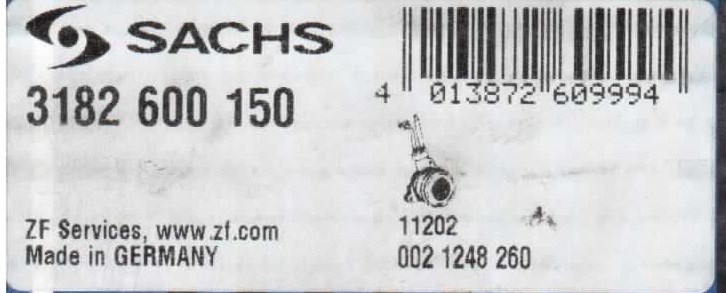 SACHS
3182 600 150
4 013872 609994
11202
002 1248 260
ZF Services, www.zf.com
Made in GERMANY